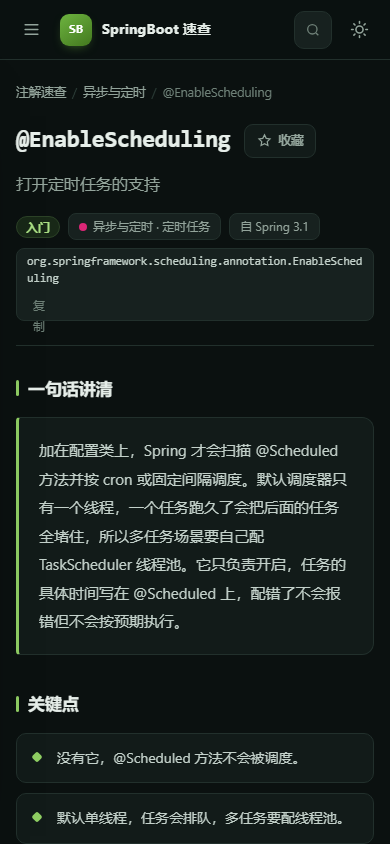 SB SpringBoot 速查
注解速查 / 异步与定时 / @EnableScheduling
@EnableScheduling 收藏
打开定时任务的支持
入门 异步与定时 · 定时任务 自 Spring 3.1
org.springframework.scheduling.annotation.EnableSched
uling
复
制
一句话讲清
加在配置类上，Spring 才会扫描 @Scheduled
方法并按 cron 或固定间隔调度。默认调度器只
有一个线程，一个任务跑久了会把后面的任务
全堵住，所以多任务场景要自己配
TaskScheduler 线程池。它只负责开启，任务的
具体时间写在 @Scheduled 上，配错了不会报
错但不会按预期执行。
关键点
没有它，@Scheduled 方法不会被调度。
默认单线程，任务会排队，多任务要配线程池。